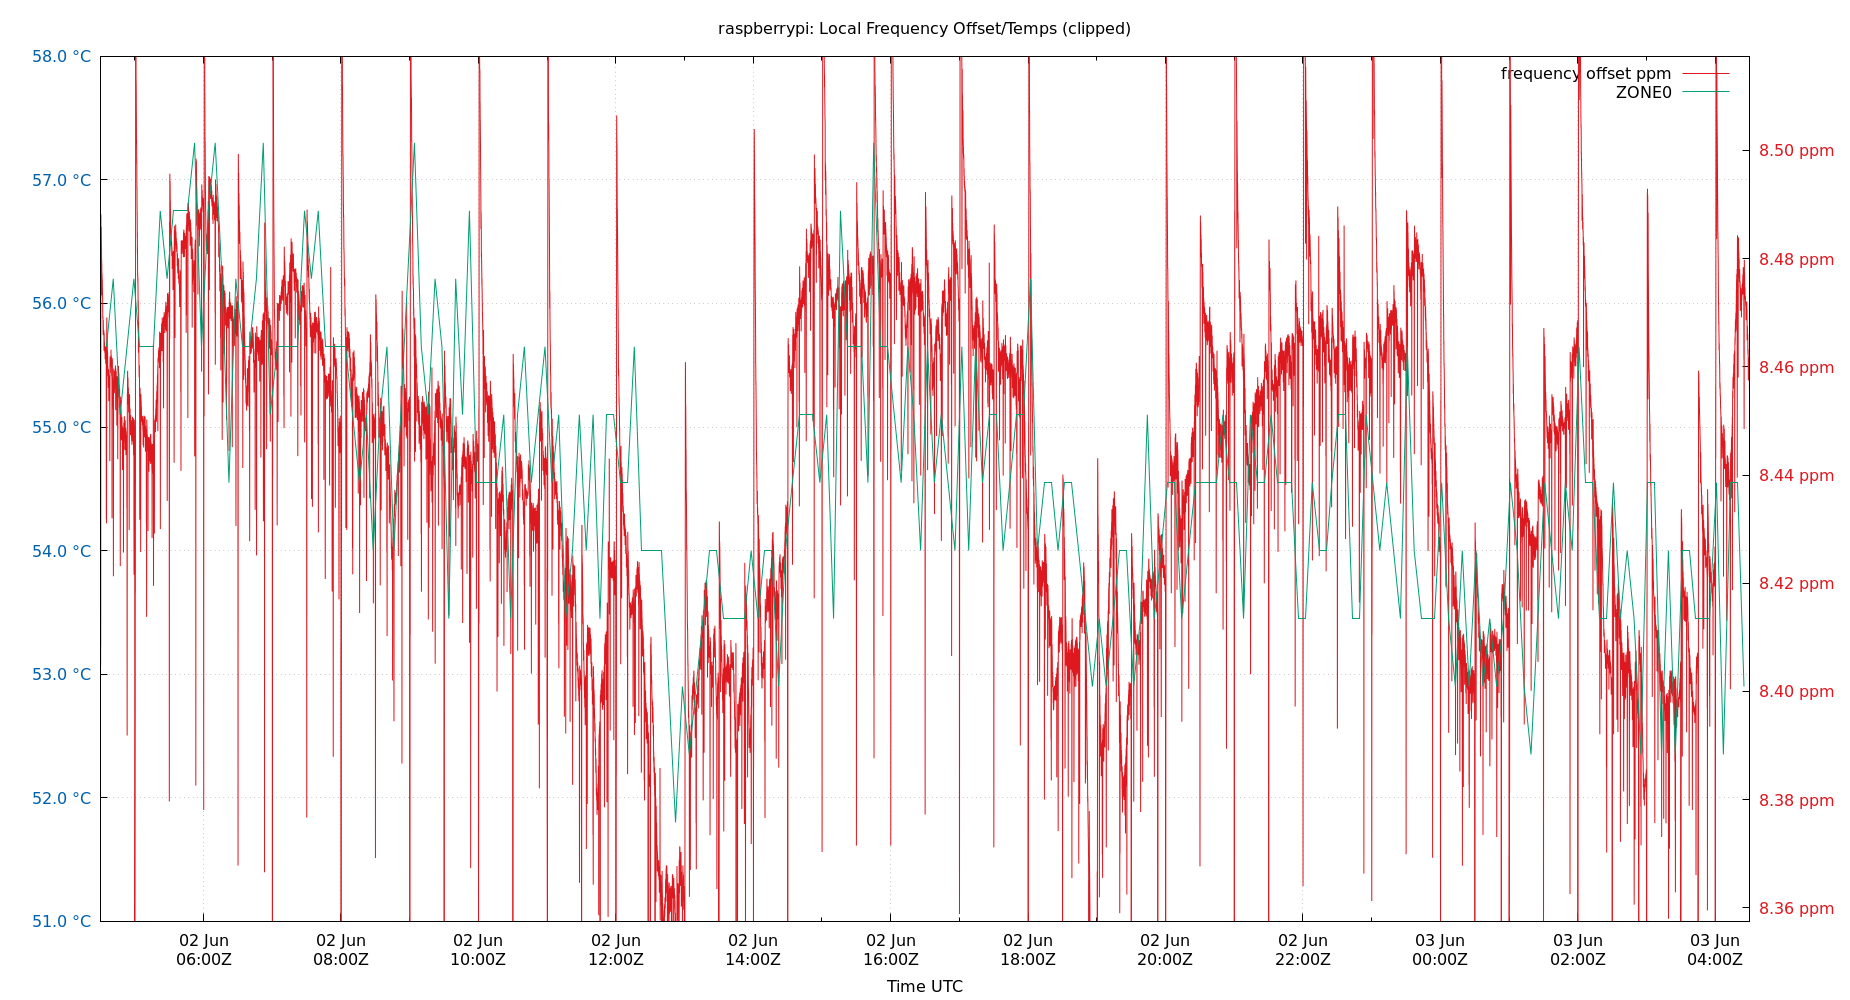 raspberrypi: Local Frequency Offset/Temps (clipped)
frequency offset ppm
ZONE0
58.0 °C
57.0 °C
56.0 °C
55.0 °C
54.0 °C
53.0 °C
52.0 °C
51.0 °C
8.50 ppm
8.48 ppm
8.46 ppm
8.44 ppm
8.42 ppm
8.40 ppm
8.38 ppm
8.36 ppm
02 Jun 02 Jun 02 Jun 02 Jun 02 Jun 02 Jun 02 Jun 02 Jun 02 Jun 03 Jun 03 Jun 03 Jun
06:00Z 08:00Z 10:00Z 12:00Z 14:00Z 16:00Z 18:00Z 20:00Z 22:00Z 00:00Z 02:00Z 04:00Z
Time UTC